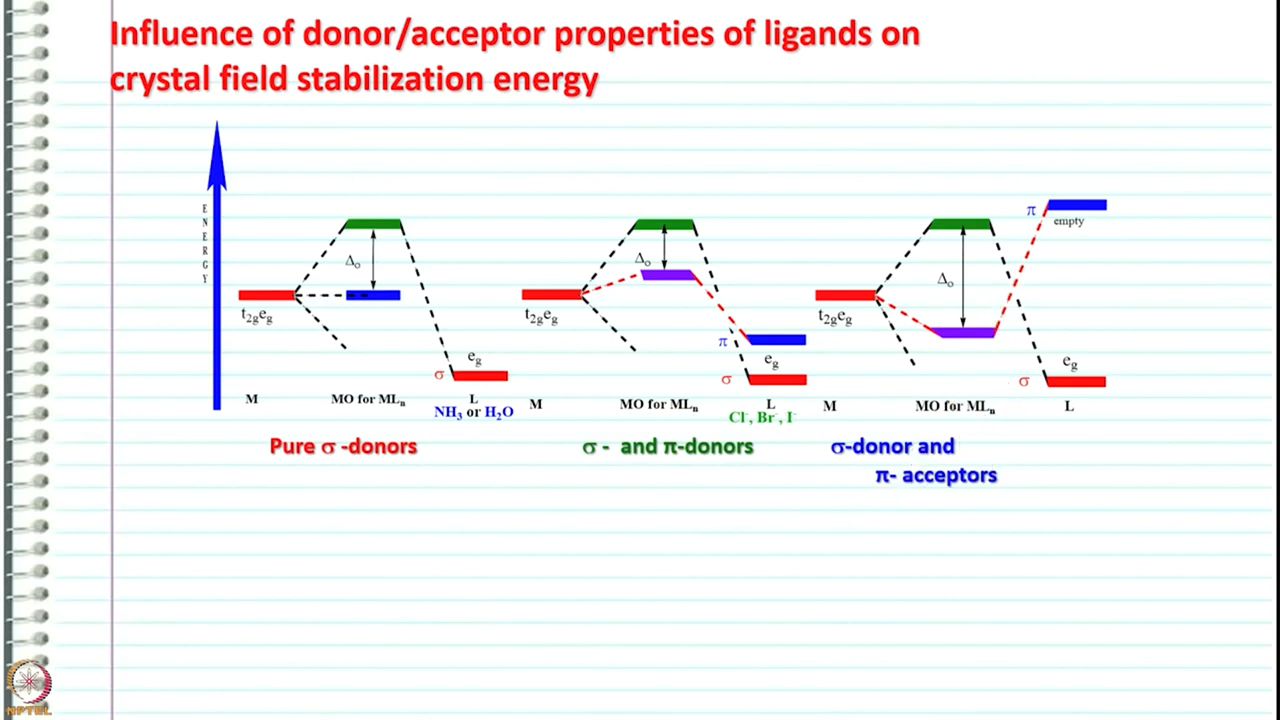 Influence of donor/acceptor properties of ligands on
crystal field stabilization energy
ENERGY
Δₒ
t₂geg
eg
σ
M
MO for MLₙ
L
NH₃ or H₂O
Pure σ -donors
Δₒ
t₂geg
π
eg
σ
M
MO for MLₙ
L
Cl⁻, Br⁻, I⁻
σ - and π-donors
π
empty
Δₒ
t₂geg
eg
σ
M
MO for MLₙ
L
σ-donor and
π- acceptors
NPTEL